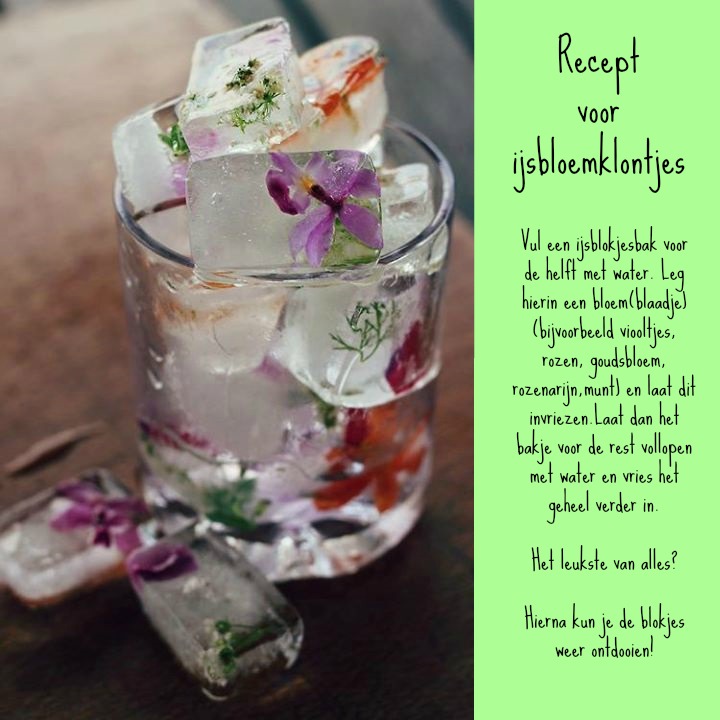 Recept
voor
ijsbloemklontjes
Vul een ijsblokjesbak voor
de helft met water. Leg
hierin een bloem(blaadje)
(bijvoorbeeld viooltjes,
rozen, goudsbloem,
rozenarijn,munt) en laat dit
invriezen.Laat dan het
bakje voor de rest vollopen
met water en vries het
geheel verder in.
Het leukste van alles?
Hierna kun je de blokjes
weer ontdooien!